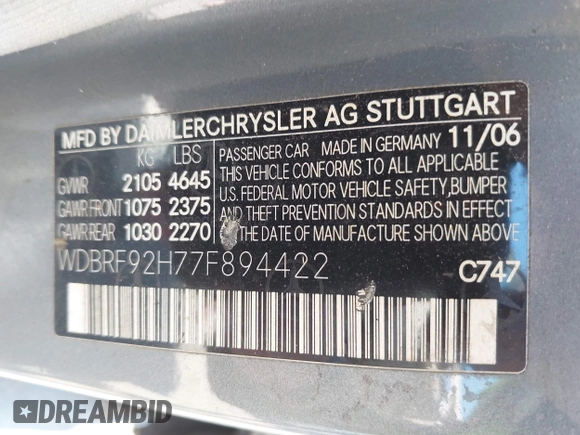 MFD BY DAIMLERCHRYSLER AG STUTTGART
KG LBS
GVWR 2105 4645
GAWR FRONT 1075 2375
GAWR REAR 1030 2270
PASSENGER CAR MADE IN GERMANY 11/06
THIS VEHICLE CONFORMS TO ALL APPLICABLE
U.S. FEDERAL MOTOR VEHICLE SAFETY,BUMPER
AND THEFT PREVENTION STANDARDS IN EFFECT
THE DATE OF MANUFACTURE SHOWN ABOVE
WDBRF92H77F894422
C747
DREAMBID